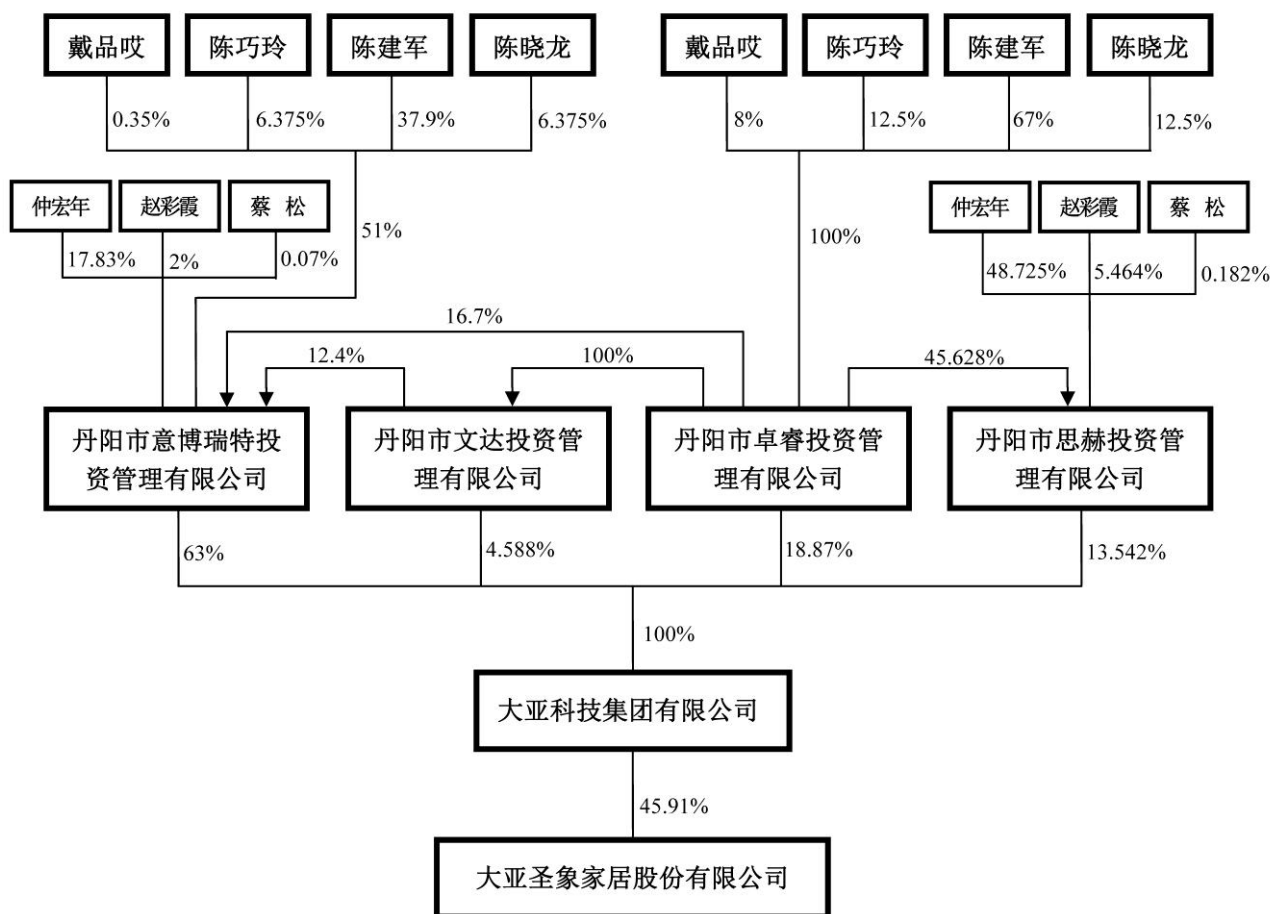 戴品哎
陈巧玲
陈建军
陈晓龙
戴品哎
陈巧玲
陈建军
陈晓龙
0.35%
6.375%
37.9%
6.375%
8%
12.5%
67%
12.5%
仲宏年
赵彩霞
蔡 松
51%
100%
仲宏年
赵彩霞
蔡 松
17.83%
2%
0.07%
48.725%
5.464%
0.182%
16.7%
12.4%
100%
45.628%
丹阳市意博瑞特投
资管理有限公司
丹阳市文达投资管
理有限公司
丹阳市卓睿投资管
理有限公司
丹阳市思赫投资管
理有限公司
63%
4.588%
18.87%
13.542%
100%
大亚科技集团有限公司
45.91%
大亚圣象家居股份有限公司